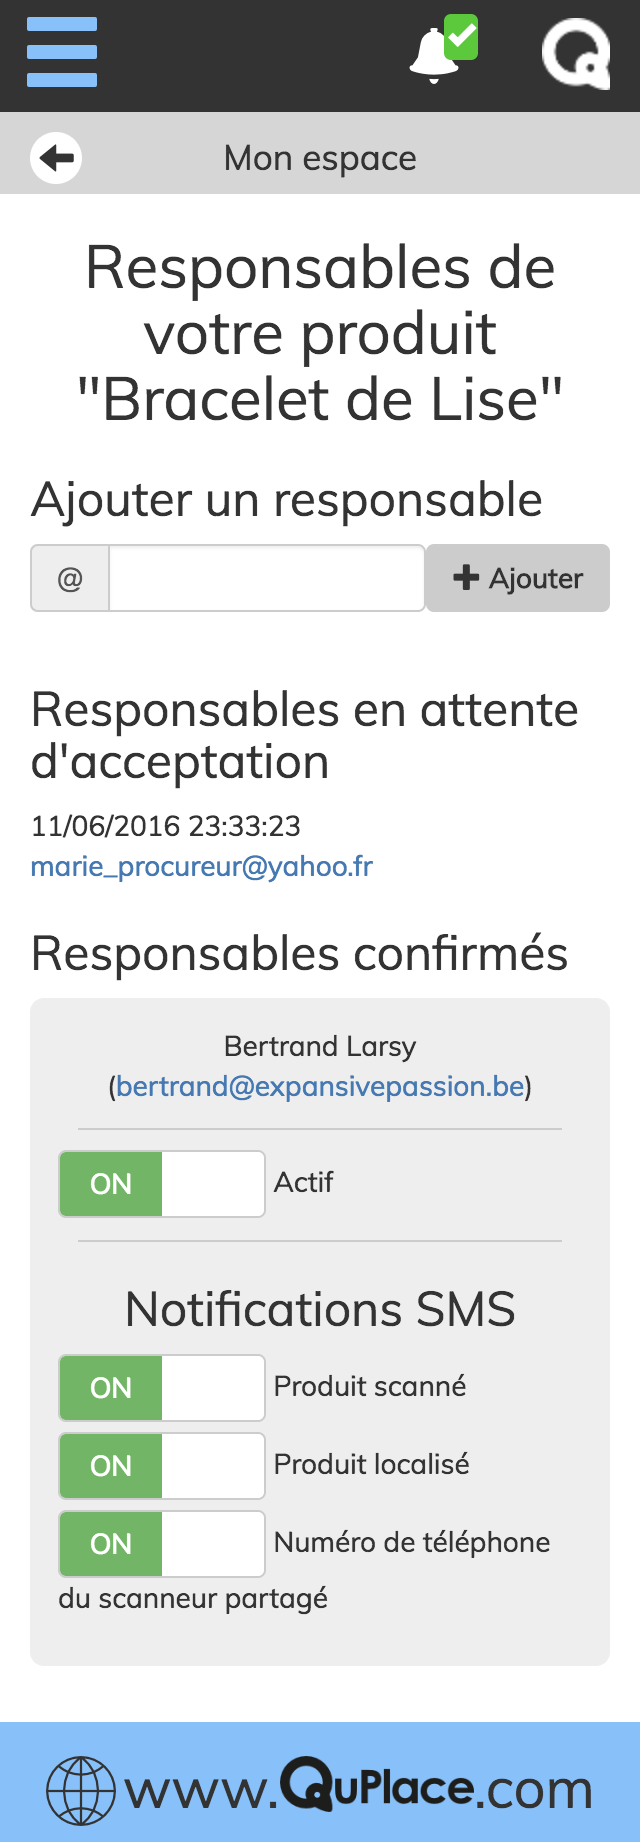 Mon espace
Responsables de
votre produit
"Bracelet de Lise"
Ajouter un responsable
@
Ajouter
Responsables en attente
d'acceptation
11/06/2016 23:33:23
marie_procureur@yahoo.fr
Responsables confirmés
Bertrand Larsy
(bertrand@expansivepassion.be)
ON Actif
Notifications SMS
ON Produit scanné
ON Produit localisé
ON Numéro de téléphone
du scanneur partagé
www.QuPlace.com